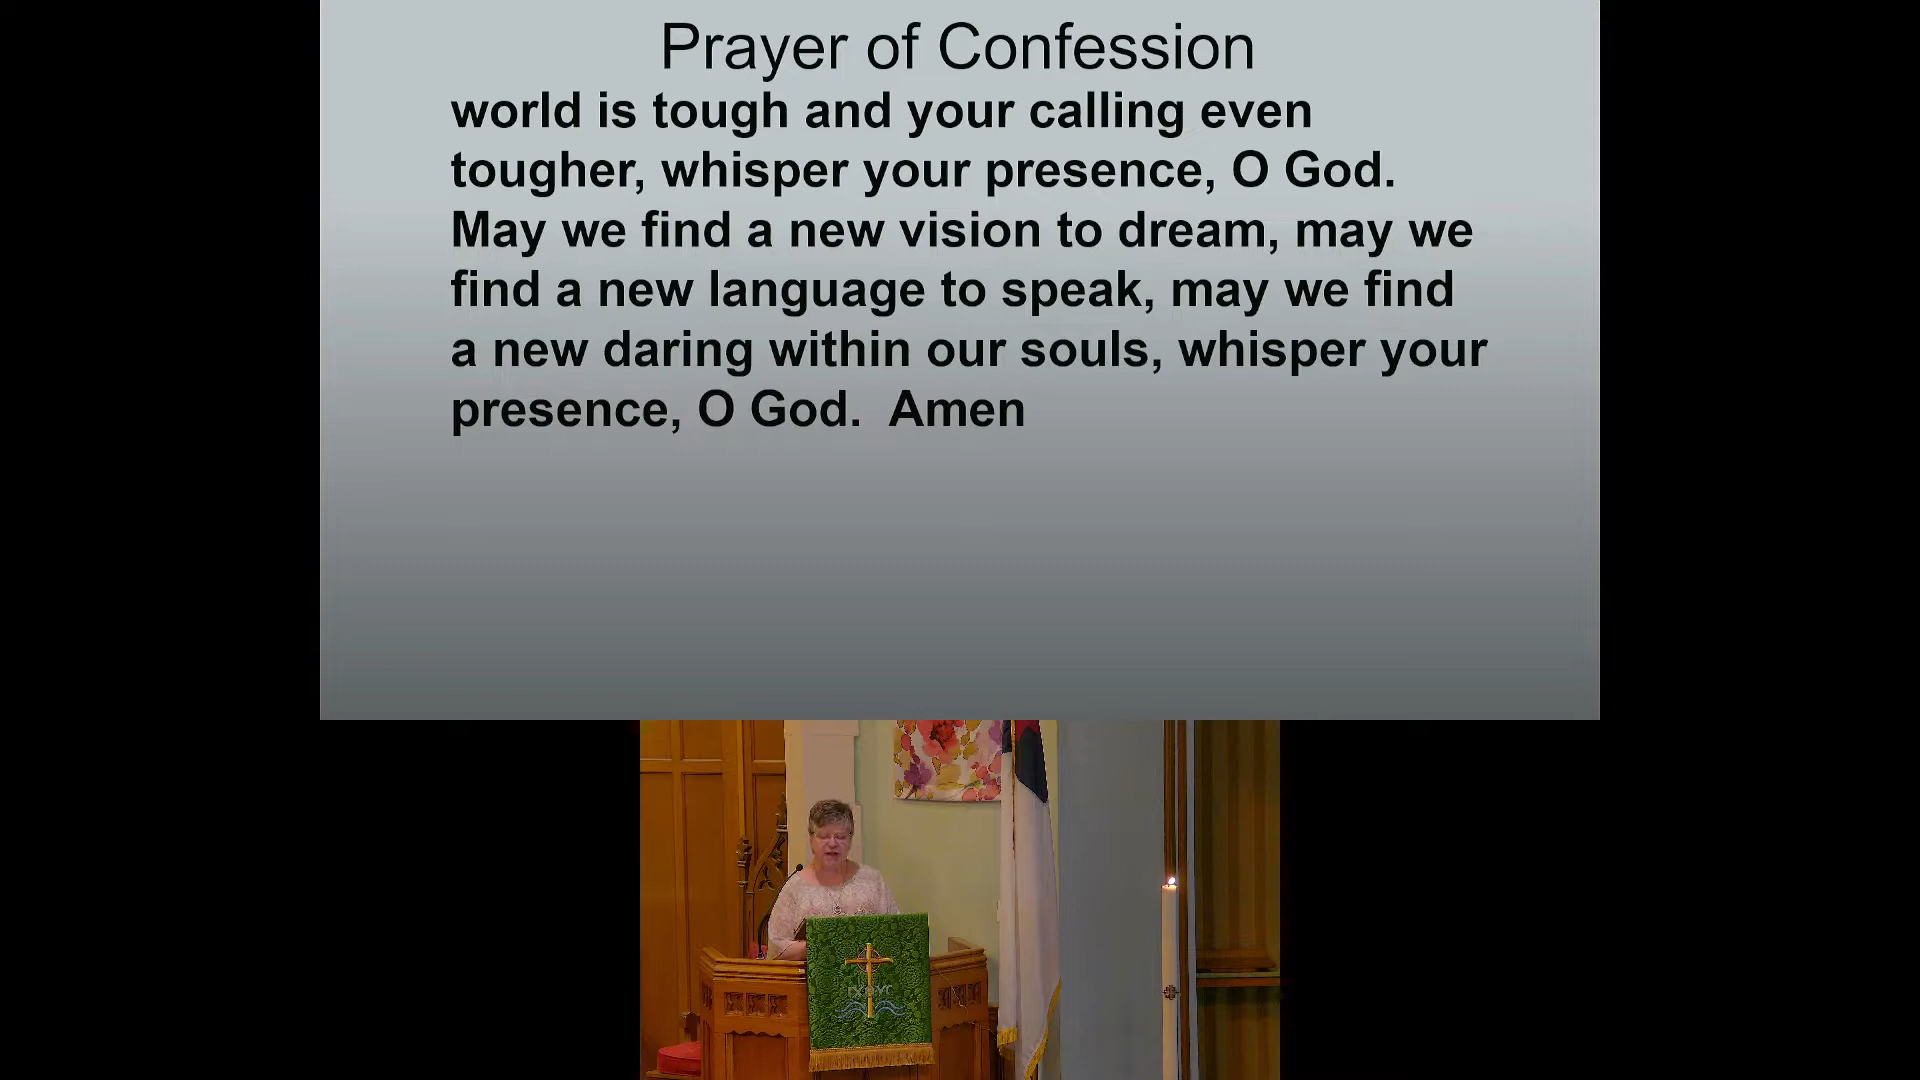 Prayer of Confession
world is tough and your calling even
tougher, whisper your presence, O God.
May we find a new vision to dream, may we
find a new language to speak, may we find
a new daring within our souls, whisper your
presence, O God.  Amen